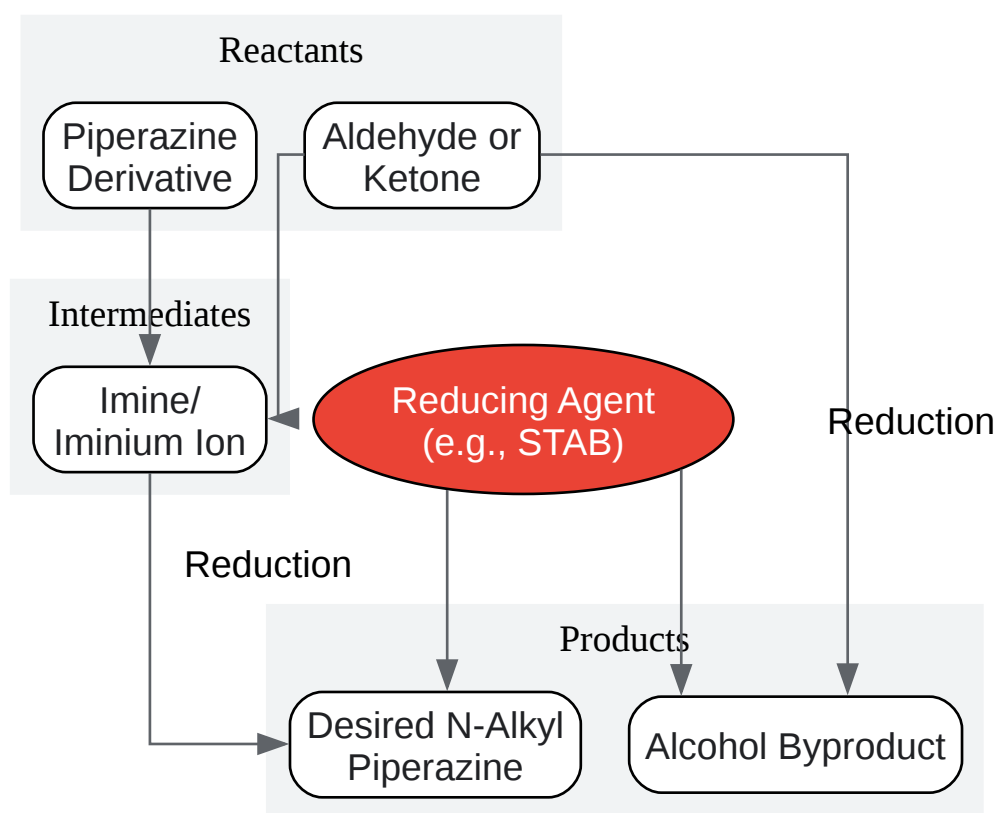 Reactants
Piperazine
Derivative
Aldehyde or
Ketone
Intermediates
Imine/
Iminium Ion
Reducing Agent
(e.g., STAB)
Reduction
Reduction
Products
Desired N-Alkyl
Piperazine
Alcohol Byproduct